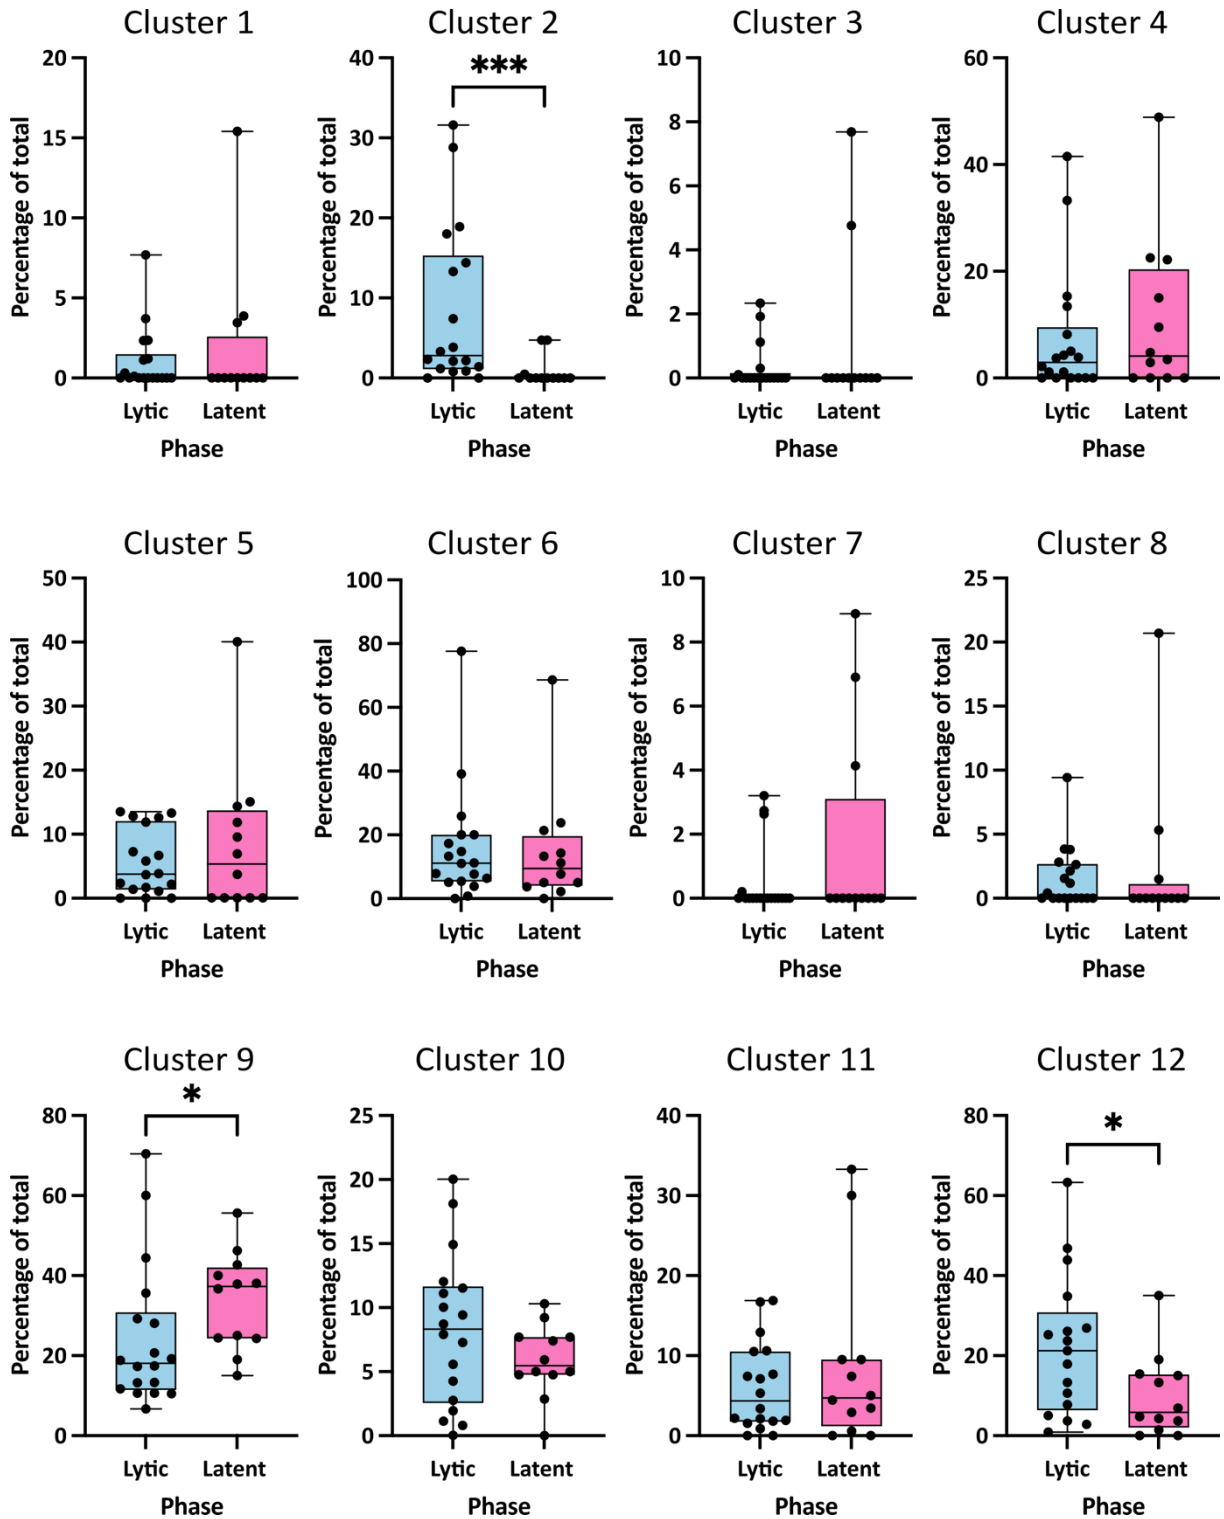 Cluster 1
20
15
10
5
0
Percentage of total
Lytic Latent
Phase
Cluster 2
***
40
30
20
10
0
Percentage of total
Lytic Latent
Phase
Cluster 3
10
8
6
4
2
0
Percentage of total
Lytic Latent
Phase
Cluster 4
60
40
20
0
Percentage of total
Lytic Latent
Phase
Cluster 5
50
40
30
20
10
0
Percentage of total
Lytic Latent
Phase
Cluster 6
100
80
60
40
20
0
Percentage of total
Lytic Latent
Phase
Cluster 7
10
8
6
4
2
0
Percentage of total
Lytic Latent
Phase
Cluster 8
25
20
15
10
5
0
Percentage of total
Lytic Latent
Phase
Cluster 9
*
80
60
40
20
0
Percentage of total
Lytic Latent
Phase
Cluster 10
25
20
15
10
5
0
Percentage of total
Lytic Latent
Phase
Cluster 11
40
30
20
10
0
Percentage of total
Lytic Latent
Phase
Cluster 12
*
80
60
40
20
0
Percentage of total
Lytic Latent
Phase